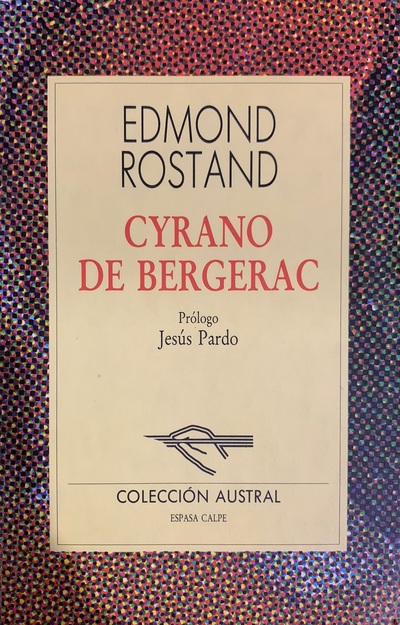 EDMOND
ROSTAND
CYRANO
DE BERGERAC
Prólogo
Jesús Pardo
COLECCIÓN AUSTRAL
ESPASA CALPE